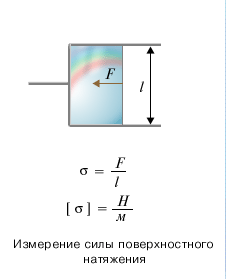 F
l
σ = F/l
[σ] = Н/м
Измерение силы поверхностного
натяжения